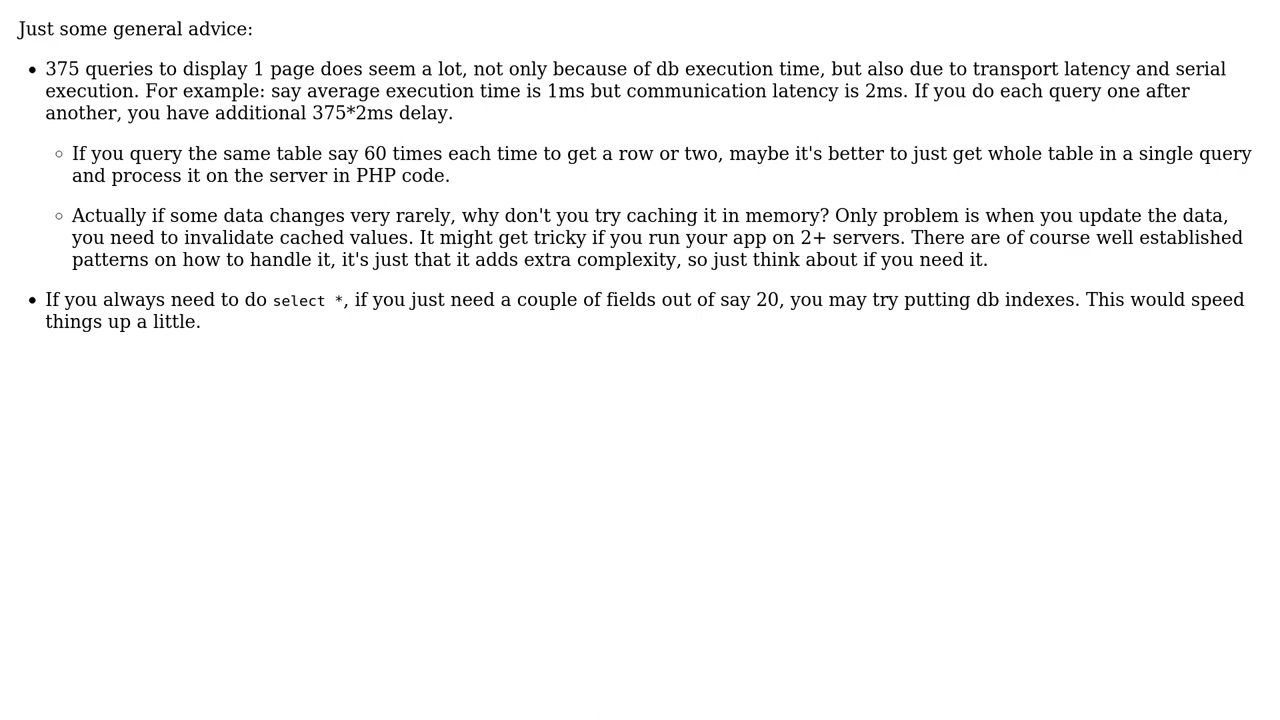 Just some general advice:
• 375 queries to display 1 page does seem a lot, not only because of db execution time, but also due to transport latency and serial
execution. For example: say average execution time is 1ms but communication latency is 2ms. If you do each query one after
another, you have additional 375*2ms delay.
◦ If you query the same table say 60 times each time to get a row or two, maybe it's better to just get whole table in a single query
and process it on the server in PHP code.
◦ Actually if some data changes very rarely, why don't you try caching it in memory? Only problem is when you update the data,
you need to invalidate cached values. It might get tricky if you run your app on 2+ servers. There are of course well established
patterns on how to handle it, it's just that it adds extra complexity, so just think about if you need it.
• If you always need to do select *, if you just need a couple of fields out of say 20, you may try putting db indexes. This would speed
things up a little.